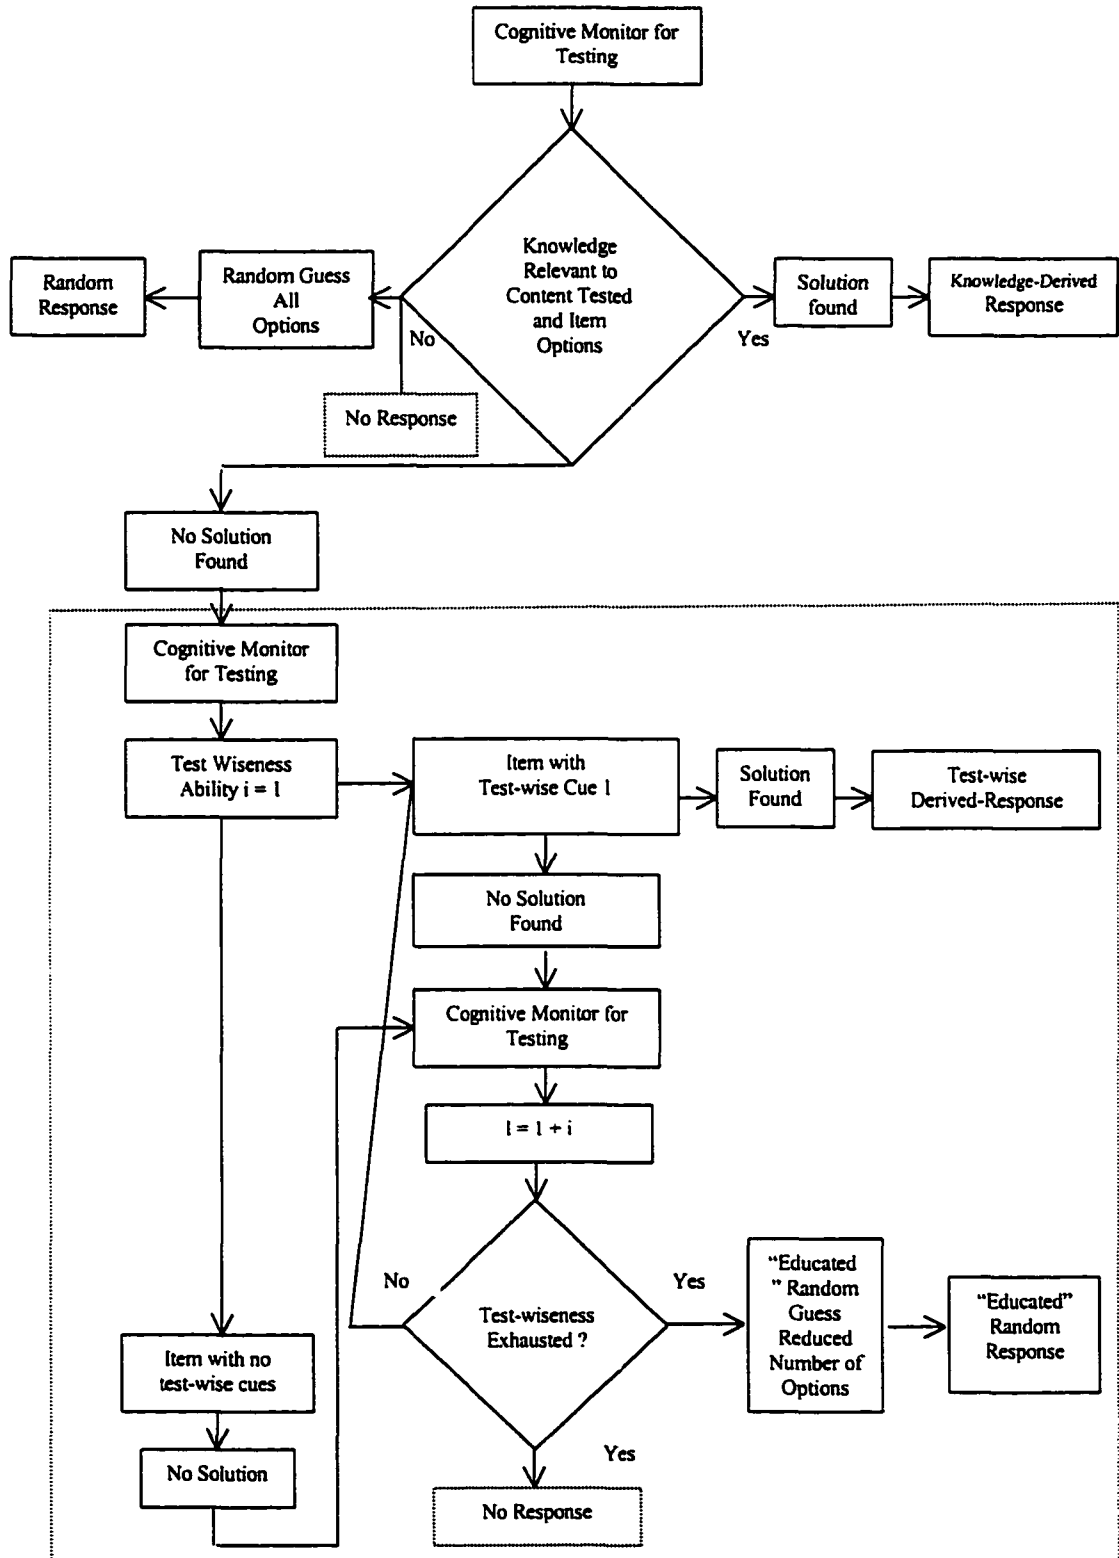 Cognitive Monitor for
Testing
Knowledge
Relevant to
Content Tested
and Item
Options
Random
Response
Random Guess
All
Options
Solution
found
Knowledge-Derived
Response
No
Yes
No Response
No Solution
Found
Cognitive Monitor
for Testing
Test Wiseness
Ability i = 1
Item with
Test-wise Cue 1
Solution
Found
Test-wise
Derived-Response
No Solution
Found
Cognitive Monitor for
Testing
I = 1 + i
No
Yes
Test-wiseness
Exhausted ?
"Educated
" Random
Guess
Reduced
Number of
Options
"Educated"
Random
Response
Item with no
test-wise cues
No Solution
Yes
No Response